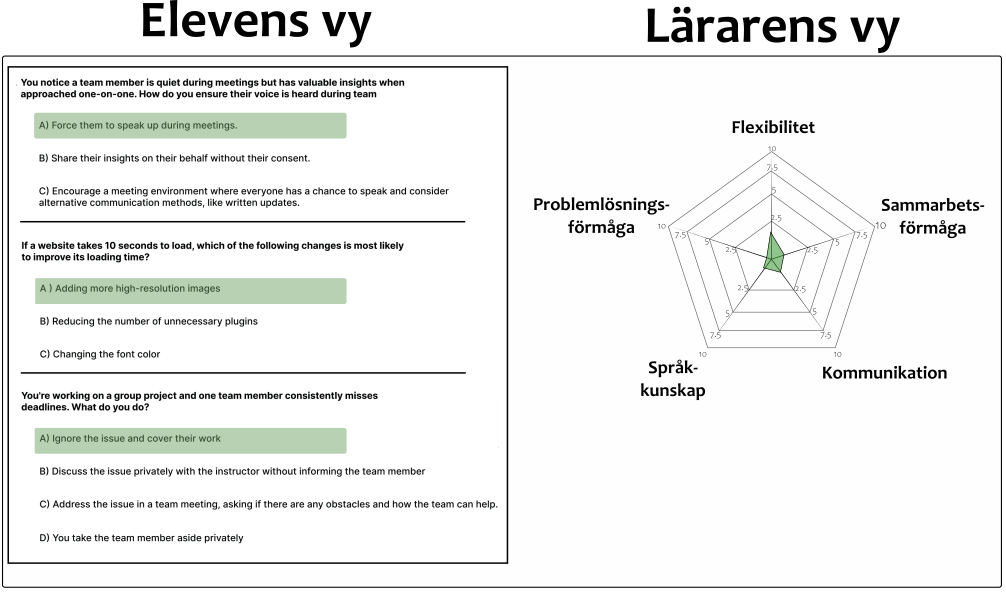 Elevens vy
Lärarens vy
You notice a team member is quiet during meetings but has valuable insights when
approached one-on-one. How do you ensure their voice is heard during team
A) Force them to speak up during meetings.
B) Share their insights on their behalf without their consent.
C) Encourage a meeting environment where everyone has a chance to speak and consider
alternative communication methods, like written updates.
If a website takes 10 seconds to load, which of the following changes is most likely
to improve its loading time?
A ) Adding more high-resolution images
B) Reducing the number of unnecessary plugins
C) Changing the font color
You're working on a group project and one team member consistently misses
deadlines. What do you do?
A) Ignore the issue and cover their work
B) Discuss the issue privately with the instructor without informing the team member
C) Address the issue in a team meeting, asking if there are any obstacles and how the team can help.
D) You take the team member aside privately
Flexibilitet
10
7.5
5
2.5
Problemlösnings-
förmåga
10
7.5
5
Sammarbets-
förmåga
10
7.5
5
2.5
Språk-
kunskap
2.5
5
7.5
10
Kommunikation
2.5
5
7.5
10